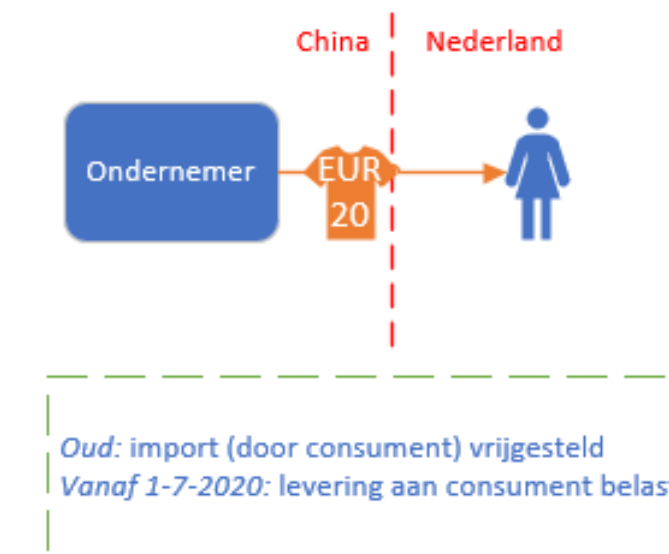 China
Nederland
Ondernemer
EUR
20
Oud: import (door consument) vrijgesteld
Vanaf 1-7-2020: levering aan consument belas